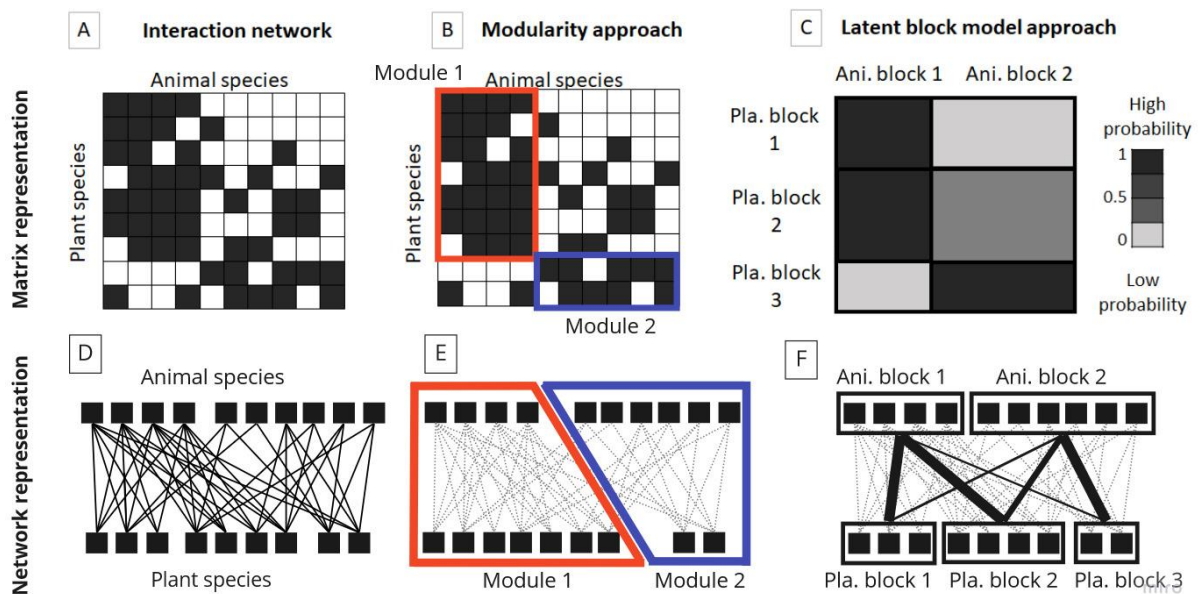 A
Interaction network
B
Modularity approach
C
Latent block model approach
Matrix representation
Animal species
Plant species
Module 1
Animal species
Plant species
Module 2
Ani. block 1
Ani. block 2
Pla. block
1
Pla. block
2
Pla. block
3
High
probability
1
0.5
0
Low
probability
Network representation
D
Animal species
Plant species
E
Module 1
Module 2
F
Ani. block 1
Ani. block 2
Pla. block 1
Pla. block 2
Pla. block 3
miro